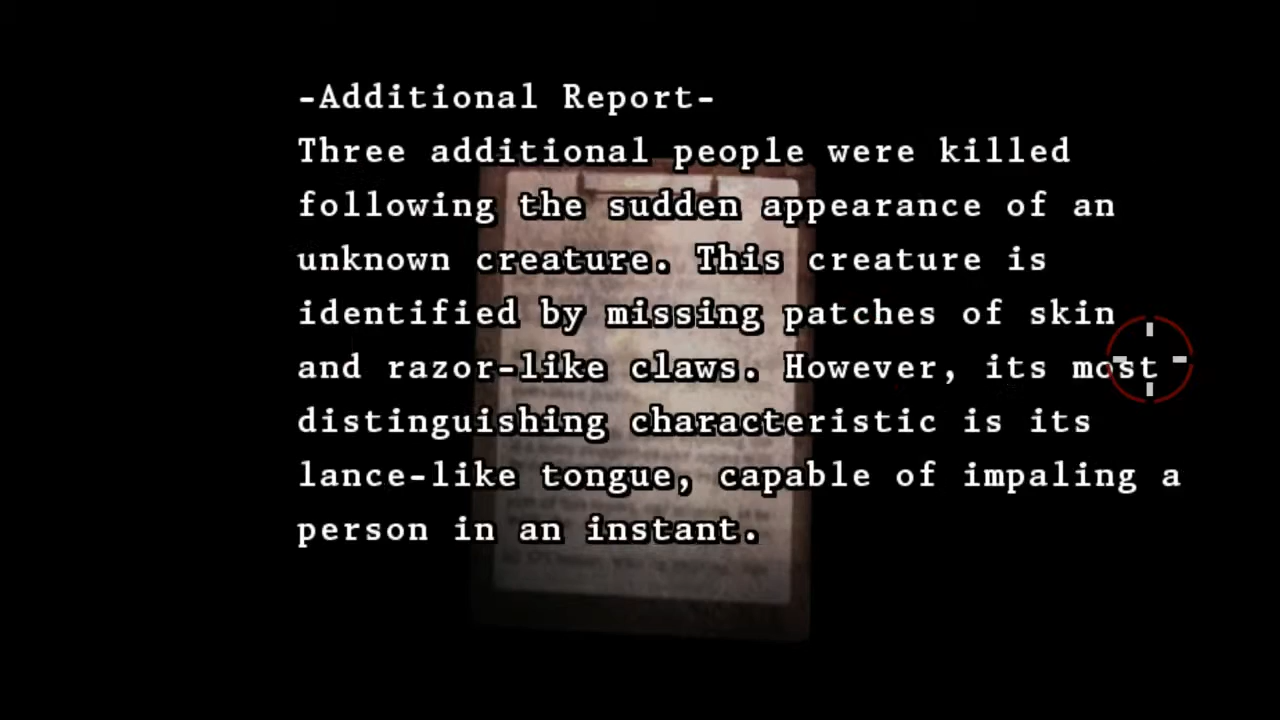 -Additional Report-
Three additional people were killed
following the sudden appearance of an
unknown creature. This creature is
identified by missing patches of skin
and razor-like claws. However, its most
distinguishing characteristic is its
lance-like tongue, capable of impaling a
person in an instant.